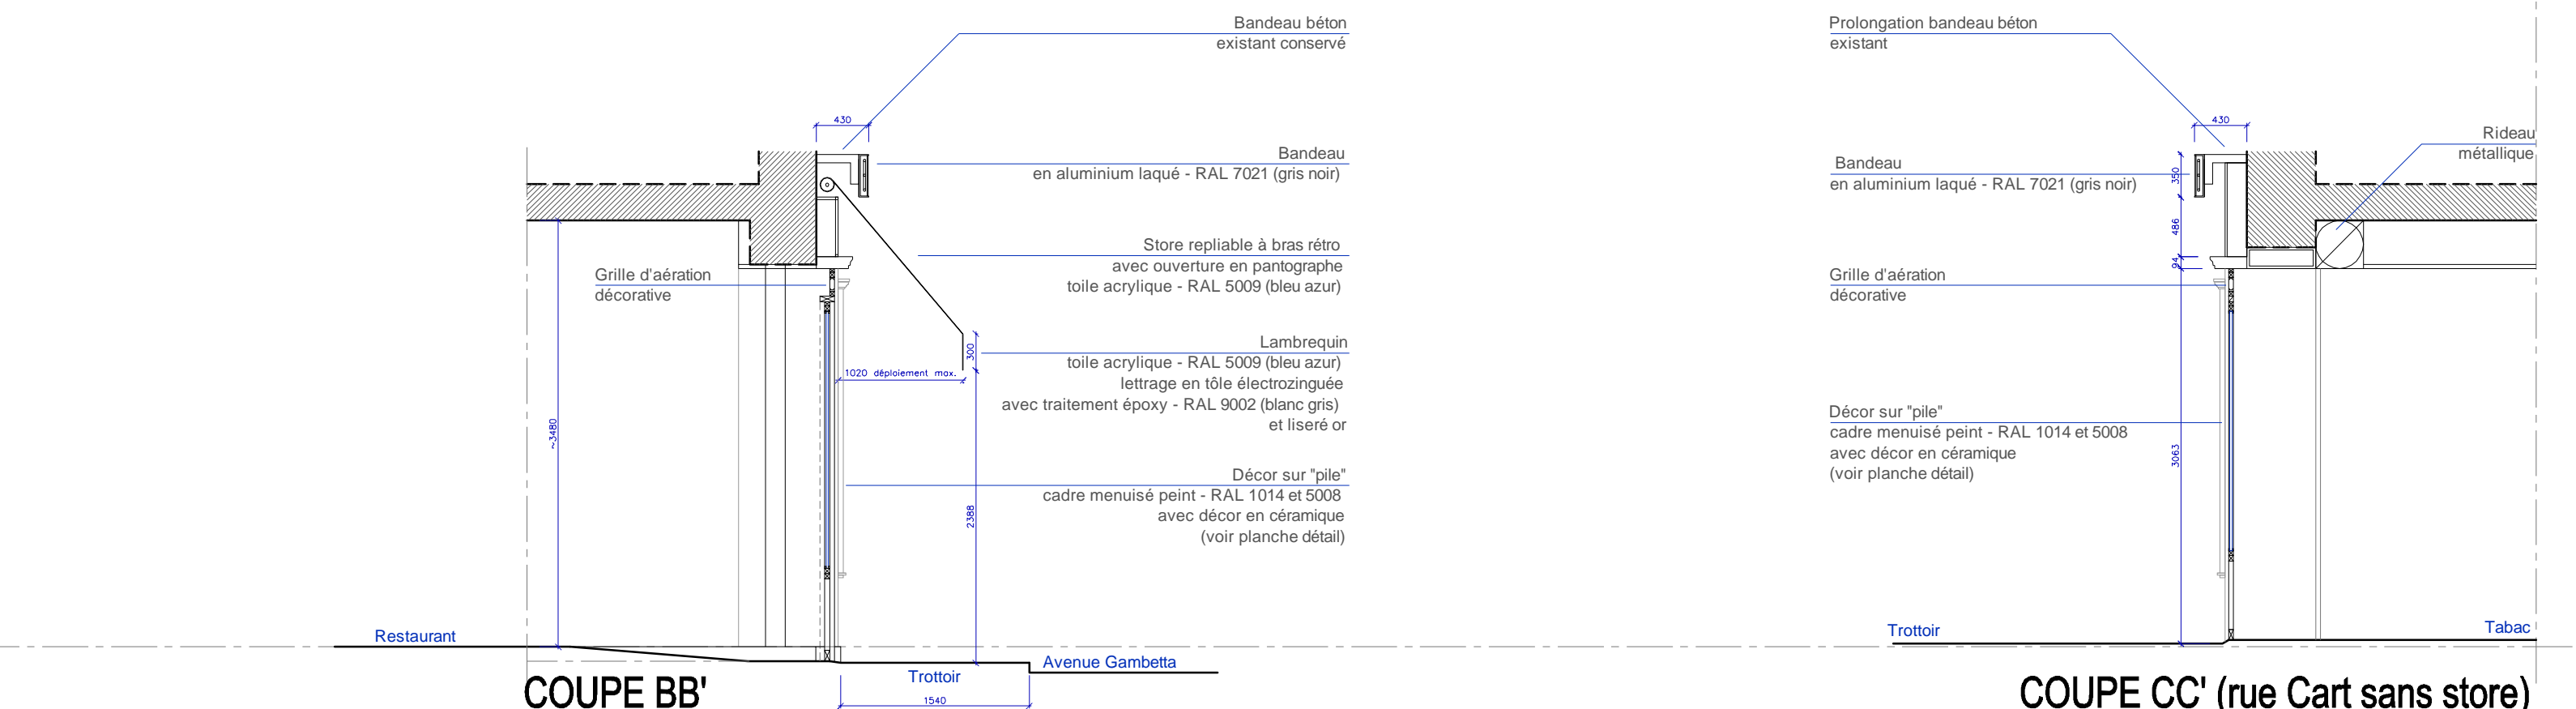 Bandeau béton
existant conservé
430
Bandeau
en aluminium laqué - RAL 7021 (gris noir)
Store repliable à bras rétro
avec ouverture en pantographe
toile acrylique - RAL 5009 (bleu azur)
Grille d'aération
décorative
Lambrequin
toile acrylique - RAL 5009 (bleu azur)
lettrage en tôle électrozinguée
avec traitement époxy - RAL 9002 (blanc gris)
et liseré or
300
1020 déploiement max.
~3480
Décor sur "pile"
cadre menuisé peint - RAL 1014 et 5008
avec décor en céramique
(voir planche détail)
2388
Restaurant
Avenue Gambetta
Trottoir
1540
COUPE BB'
Prolongation bandeau béton
existant
430
Rideau
métallique
Bandeau
en aluminium laqué - RAL 7021 (gris noir)
350
486
94
Grille d'aération
décorative
Décor sur "pile"
cadre menuisé peint - RAL 1014 et 5008
avec décor en céramique
(voir planche détail)
3063
Trottoir
Tabac
COUPE CC' (rue Cart sans store)